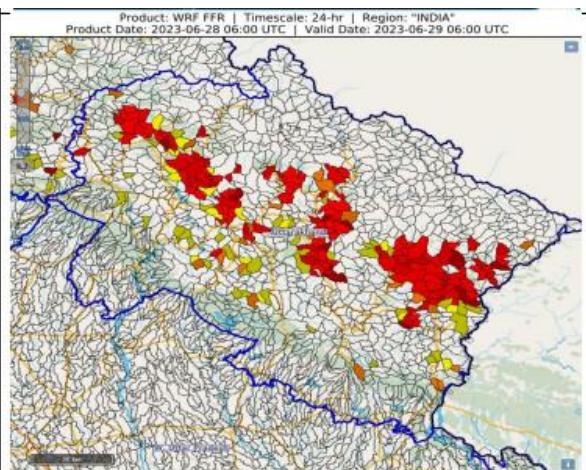 Product: WRF FFR | Timescale: 24-hr | Region: "INDIA"
Product Date: 2023-06-28 06:00 UTC | Valid Date: 2023-06-29 06:00 UTC